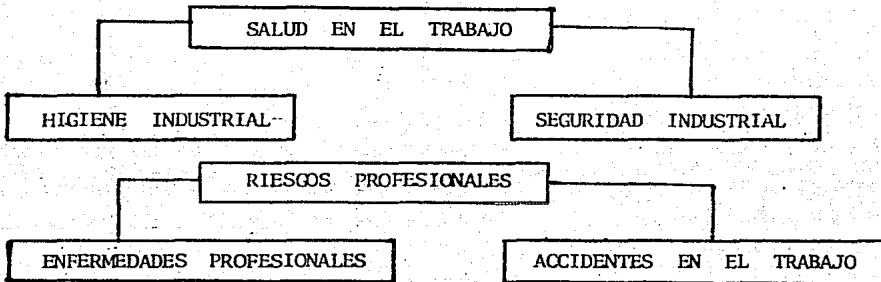 SALUD EN EL TRABAJO
HIGIENE INDUSTRIAL
SEGURIDAD INDUSTRIAL
RIESGOS PROFESIONALES
ENFERMEDADES PROFESIONALES
ACCIDENTES EN EL TRABAJO